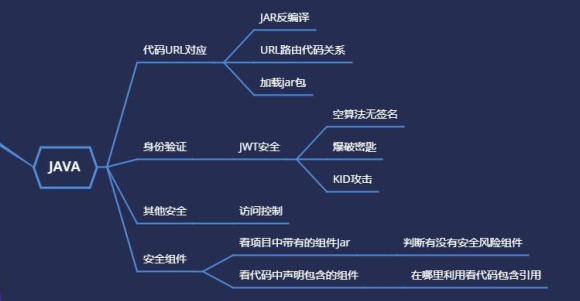 JAVA
代码URL对应
JAR反编译
URL路由代码关系
加载jar包
身份验证
JWT安全
空算法无签名
爆破密匙
KID攻击
其他安全
访问控制
安全组件
看项目中带有的组件jar
判断有没有安全风险组件
看代码中声明包含的组件
在哪里利用看代码包含引用